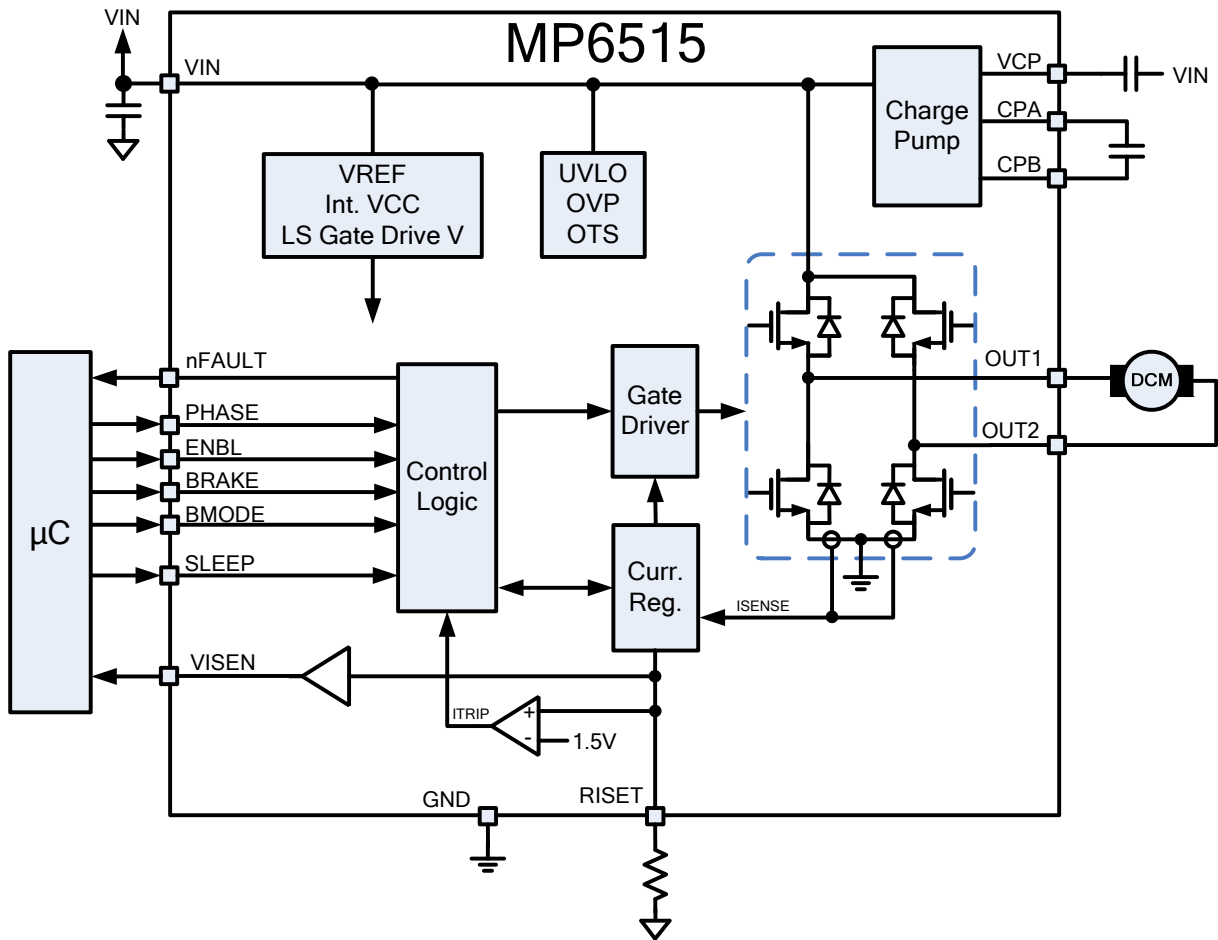 VIN
MP6515
VIN
VCP
VIN
Charge
Pump
CPA
CPB
VREF
Int. VCC
LS Gate Drive V
UVLO
OVP
OTS
nFAULT
OUT1
DCM
PHASE
Gate
Driver
ENBL
OUT2
Control
Logic
BRAKE
BMODE
µC
SLEEP
Curr.
Reg.
ISENSE
VISEN
ITRIP
+
-
1.5V
GND
RISET